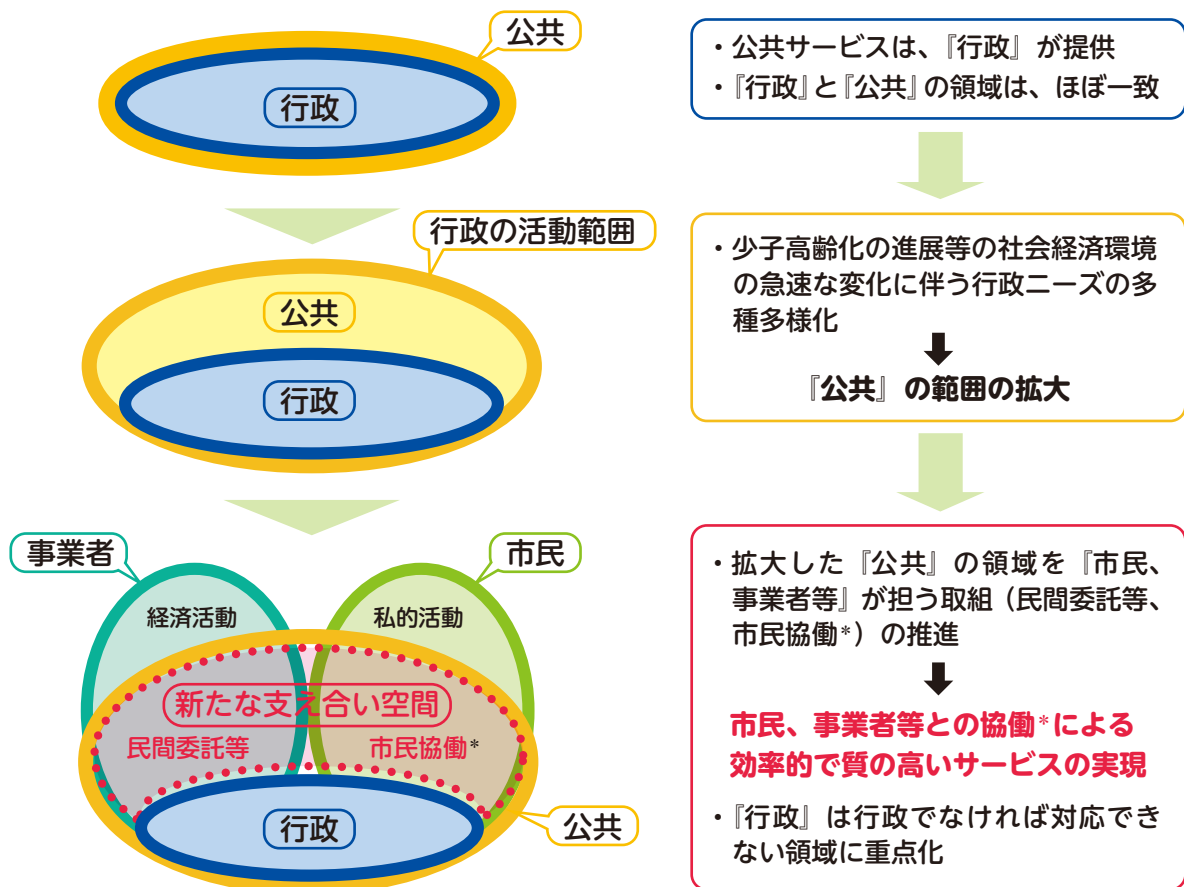 公共
行政
・公共サービスは、『行政』が提供
・『行政』と『公共』の領域は、ほぼ一致
行政の活動範囲
公共
行政
・少子高齢化の進展等の社会経済環境
の急速な変化に伴う行政ニーズの多
種多様化
『公共』の範囲の拡大
事業者
市民
経済活動
私的活動
新たな支え合い空間
民間委託等
市民協働*
行政
公共
・拡大した『公共』の領域を『市民、
事業者等』が担う取組（民間委託等、
市民協働*）の推進
市民、事業者等との協働*による
効率的で質の高いサービスの実現
・『行政』は行政でなければ対応でき
ない領域に重点化